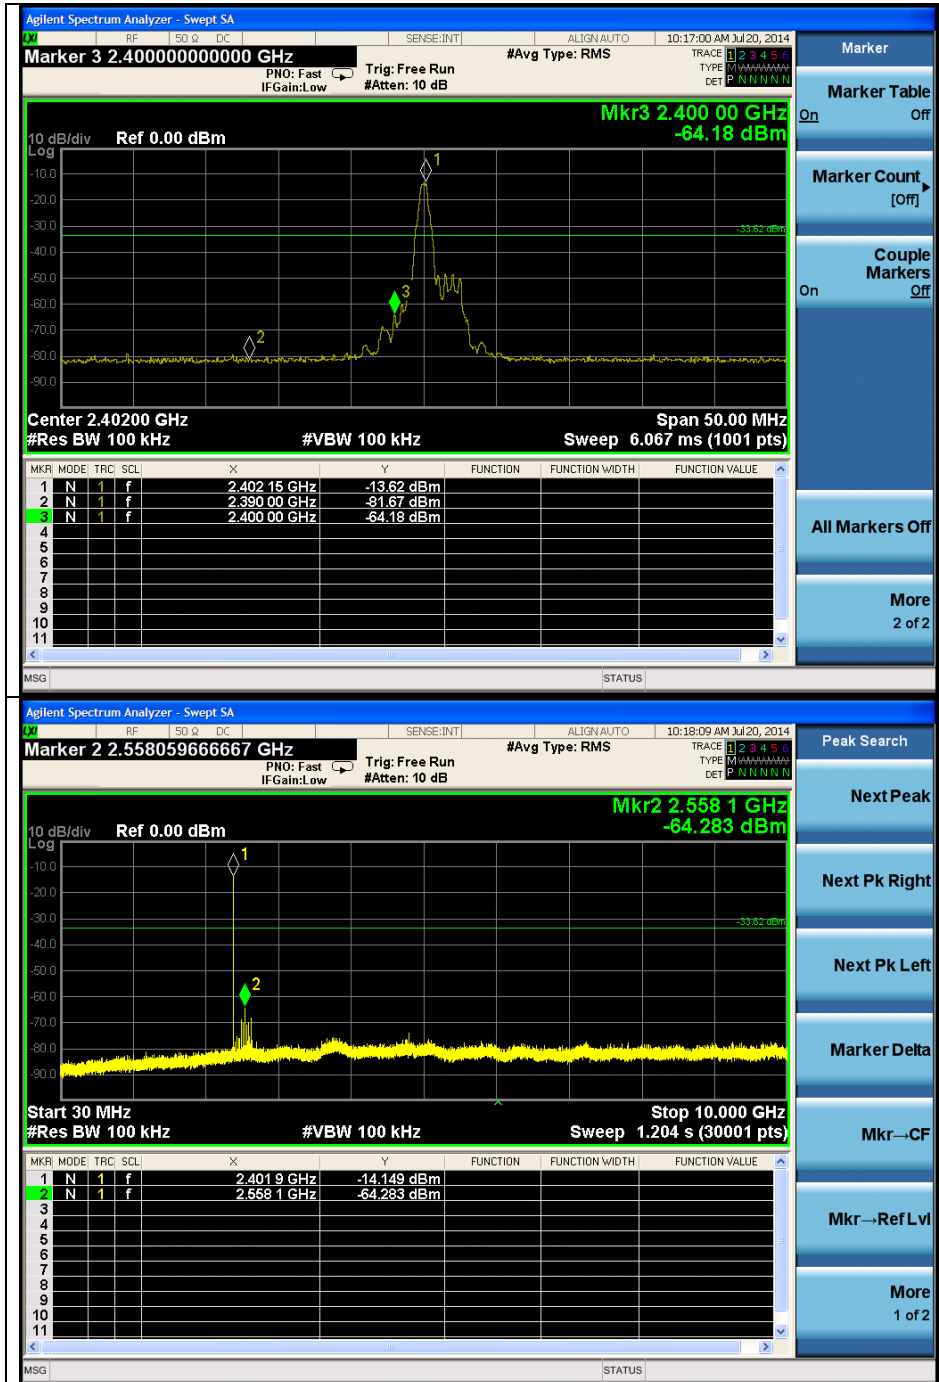 Agilent Spectrum Analyzer - Swept SA
LXI RF 50 Ω DC SENSE:INT ALIGN AUTO 10:17:00 AM Jul 20, 2014
Marker 3 2.400000000000 GHz #Avg Type: RMS TRACE 1 2 3 4 5 6
PNO: Fast Trig: Free Run TYPE M WWWWW
IFGain:Low #Atten: 10 dB DET P N N N N N
Mkr3 2.400 00 GHz
-64.18 dBm
10 dB/div Ref 0.00 dBm
Log
1
-10.0
-20.0
-30.0
-33.62 dBm
-40.0
-50.0
3
-60.0
-70.0
2
-80.0
-90.0
Center 2.40200 GHz Span 50.00 MHz
#Res BW 100 kHz #VBW 100 kHz Sweep 6.067 ms (1001 pts)
MKR MODE TRC SCL X Y FUNCTION FUNCTION WIDTH FUNCTION VALUE
1 N 1 f 2.402 15 GHz -13.62 dBm
2 N 1 f 2.390 00 GHz -81.67 dBm
3 N 1 f 2.400 00 GHz -64.18 dBm
4
5
6
7
8
9
10
11
MSG STATUS
Marker
Marker Table
On Off
Marker Count
[Off]
Couple
Markers
On Off
All Markers Off
More
2 of 2
Agilent Spectrum Analyzer - Swept SA
LXI RF 50 Ω DC SENSE:INT ALIGN AUTO 10:18:09 AM Jul 20, 2014
Marker 2 2.558059666667 GHz #Avg Type: RMS TRACE 1 2 3 4 5 6
PNO: Fast Trig: Free Run TYPE M WWWWW
IFGain:Low #Atten: 10 dB DET P N N N N N
Mkr2 2.558 1 GHz
-64.283 dBm
10 dB/div Ref 0.00 dBm
Log
1
-10.0
-20.0
-30.0
-33.62 dBm
-40.0
-50.0
2
-60.0
-70.0
-80.0
-90.0
Start 30 MHz Stop 10.000 GHz
#Res BW 100 kHz #VBW 100 kHz Sweep 1.204 s (30001 pts)
MKR MODE TRC SCL X Y FUNCTION FUNCTION WIDTH FUNCTION VALUE
1 N 1 f 2.401 9 GHz -14.149 dBm
2 N 1 f 2.558 1 GHz -64.283 dBm
3
4
5
6
7
8
9
10
11
MSG STATUS
Peak Search
Next Peak
Next Pk Right
Next Pk Left
Marker Delta
Mkr→CF
Mkr→Ref Lvl
More
1 of 2